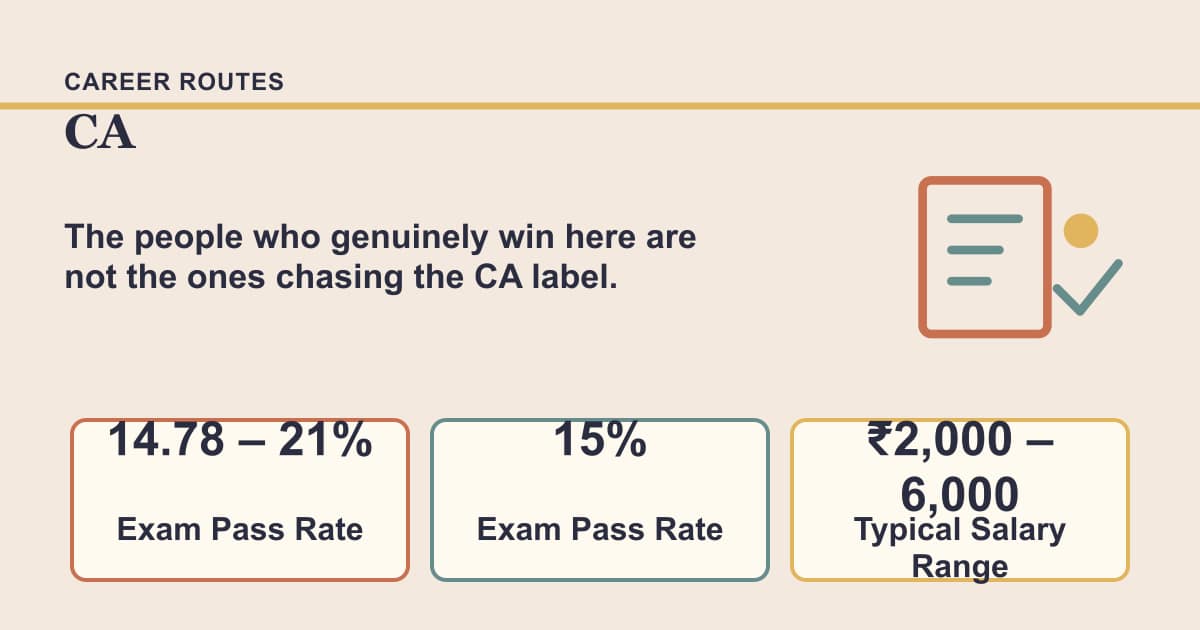 CAREER ROUTES
CA
The people who genuinely win here are
not the ones chasing the CA label.
14.78 – 21%
Exam Pass Rate
15%
Exam Pass Rate
₹2,000 –
6,000
Typical Salary
Range